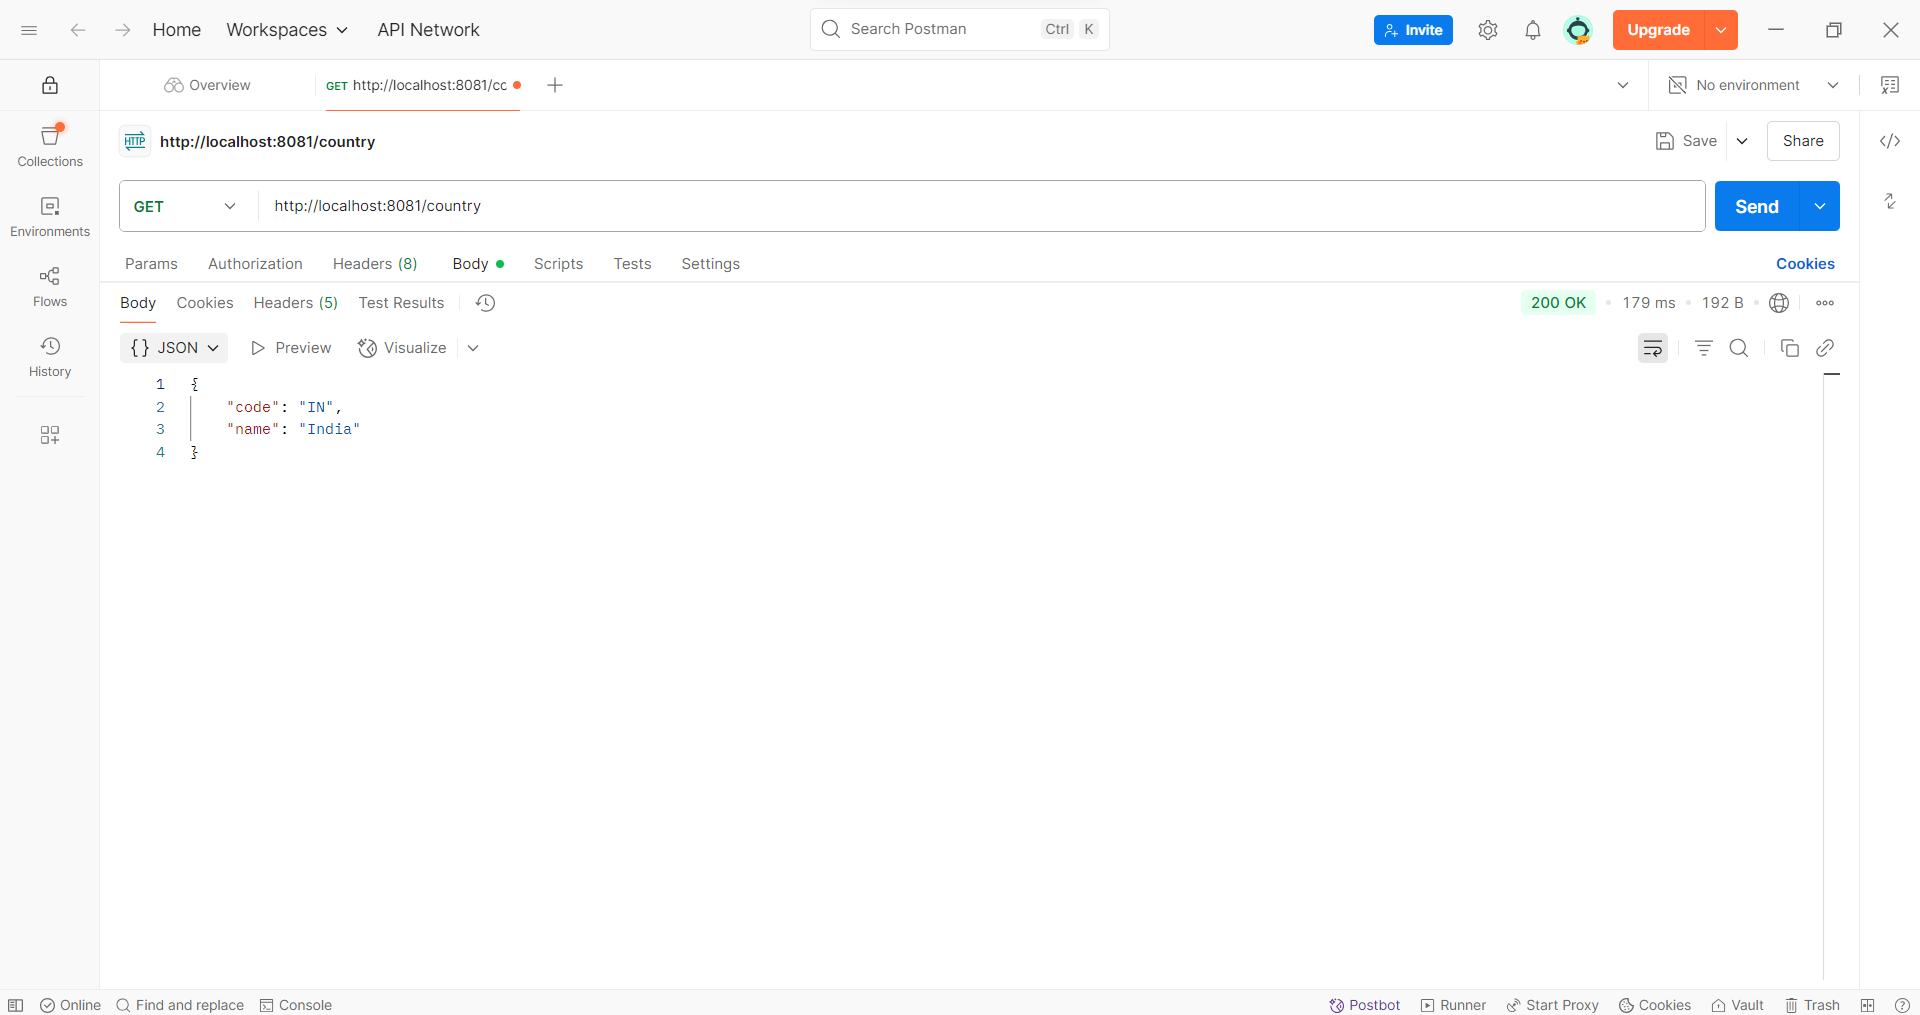 Home Workspaces API Network Search Postman Ctrl K Invite Upgrade
Overview GET http://localhost:8081/cc No environment
HTTP http://localhost:8081/country Save Share
GET http://localhost:8081/country Send
Params Authorization Headers (8) Body Scripts Tests Settings Cookies
Body Cookies Headers (5) Test Results 200 OK 179 ms 192 B
{} JSON Preview Visualize
1 {
2 "code": "IN",
3 "name": "India"
4 }
Collections
Environments
Flows
History
Online Find and replace Console Postbot Runner Start Proxy Cookies Vault Trash